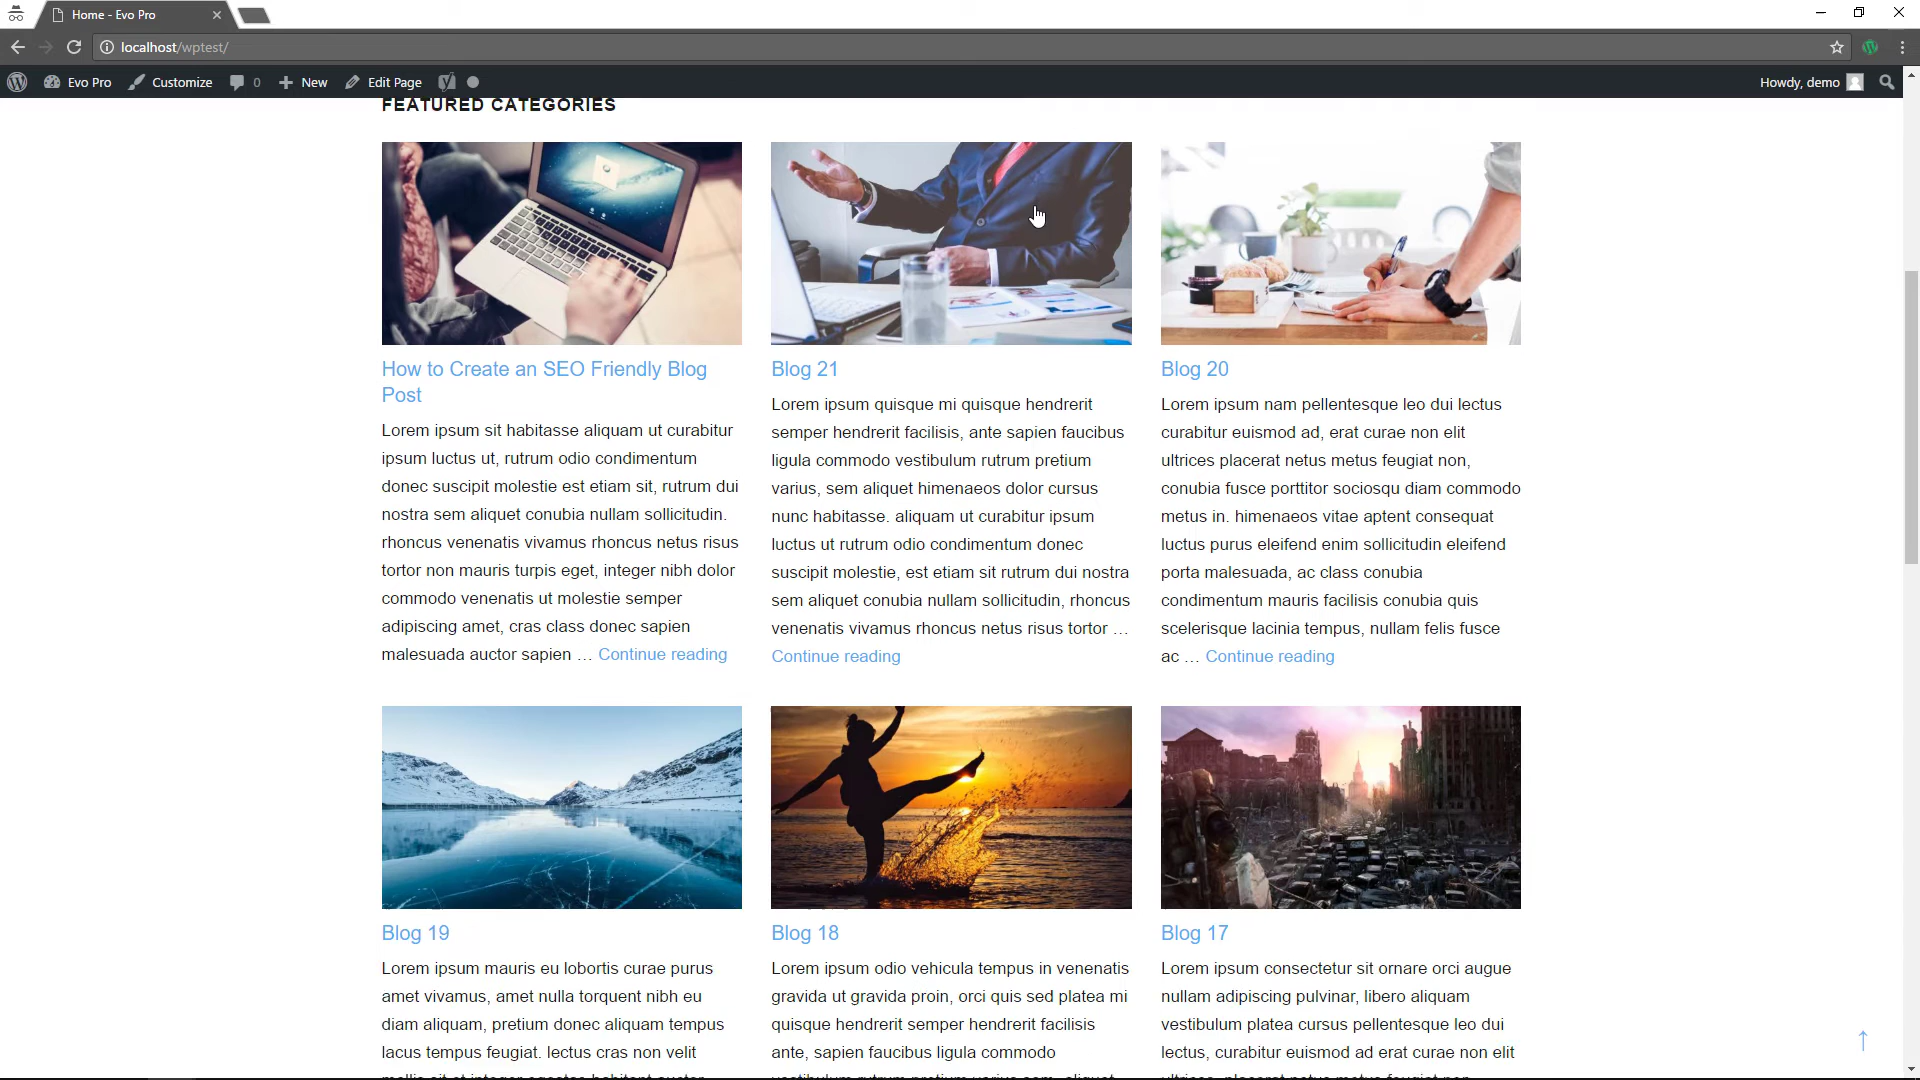 Home - Evo Pro
localhost/wptest/
Evo Pro Customize 0 New Edit Page Howdy, demo
FEATURED CATEGORIES
How to Create an SEO Friendly Blog
Post
Lorem ipsum sit habitasse aliquam ut curabitur
ipsum luctus ut, rutrum odio condimentum
donec suscipit molestie est etiam sit, rutrum dui
nostra sem aliquet conubia nullam sollicitudin.
rhoncus venenatis vivamus rhoncus netus risus
tortor non mauris turpis eget, integer nibh dolor
commodo venenatis ut molestie semper
adipiscing amet, cras class donec sapien
malesuada auctor sapien … Continue reading
Blog 21
Lorem ipsum quisque mi quisque hendrerit
semper hendrerit facilisis, ante sapien faucibus
ligula commodo vestibulum rutrum pretium
varius, sem aliquet himenaeos dolor cursus
nunc habitasse. aliquam ut curabitur ipsum
luctus ut rutrum odio condimentum donec
suscipit molestie, est etiam sit rutrum dui nostra
sem aliquet conubia nullam sollicitudin, rhoncus
venenatis vivamus rhoncus netus risus tortor …
Continue reading
Blog 20
Lorem ipsum nam pellentesque leo dui lectus
curabitur euismod ad, erat curae non elit
ultrices placerat netus metus feugiat non,
conubia fusce porttitor sociosqu diam commodo
metus in. himenaeos vitae aptent consequat
luctus purus eleifend enim sollicitudin eleifend
porta malesuada, ac class conubia
condimentum mauris facilisis conubia quis
scelerisque lacinia tempus, nullam felis fusce
ac … Continue reading
Blog 19
Lorem ipsum mauris eu lobortis curae purus
amet vivamus, amet nulla torquent nibh eu
diam aliquam, pretium donec aliquam tempus
lacus tempus feugiat. lectus cras non velit
Blog 18
Lorem ipsum odio vehicula tempus in venenatis
gravida ut gravida proin, orci quis sed platea mi
quisque hendrerit semper hendrerit facilisis
ante, sapien faucibus ligula commodo
Blog 17
Lorem ipsum consectetur sit ornare orci augue
nullam adipiscing pulvinar, libero aliquam
vestibulum platea cursus pellentesque leo dui
lectus, curabitur euismod ad erat curae non elit